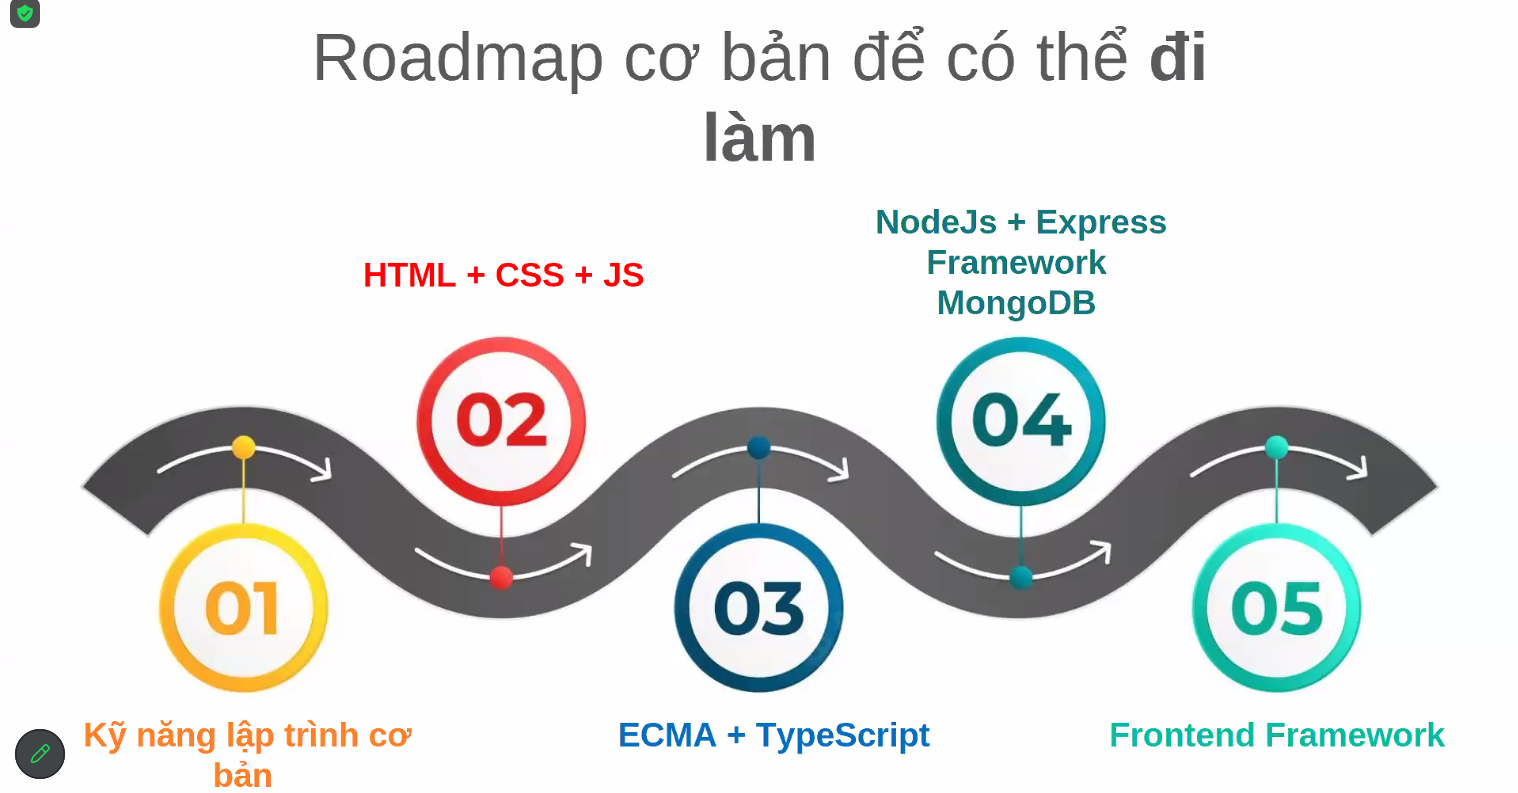 Roadmap cơ bản để có thể đi
làm
NodeJs + Express
Framework
MongoDB
HTML + CSS + JS
02
04
01
03
05
Kỹ năng lập trình cơ
bản
ECMA + TypeScript
Frontend Framework